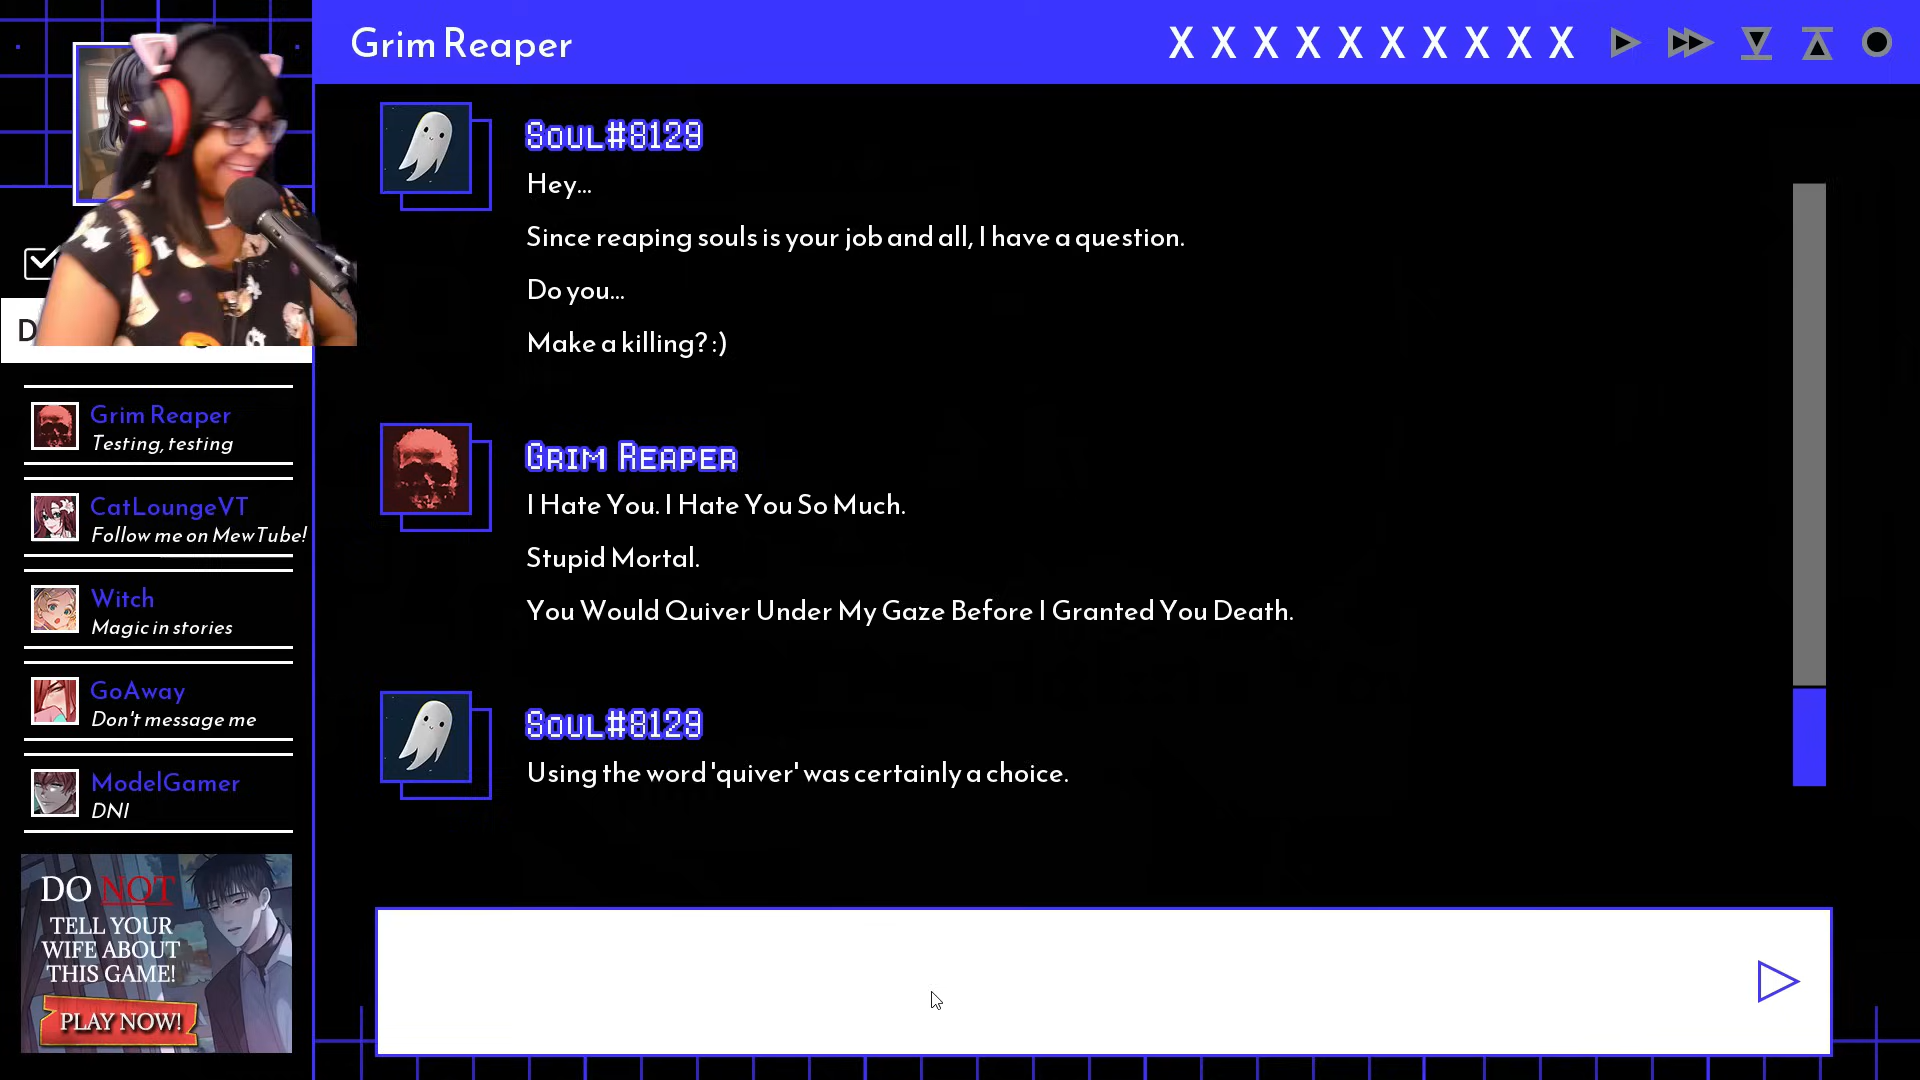 Grim Reaper
X X X X X X X X X X
Soul#8129
Hey...
Since reaping souls is your job and all, I have a question.
Do you...
Make a killing? :)
Grim Reaper
I Hate You. I Hate You So Much.
Stupid Mortal.
You Would Quiver Under My Gaze Before I Granted You Death.
Soul#8129
Using the word 'quiver' was certainly a choice.
Grim Reaper
Testing, testing
CatLoungeVT
Follow me on MewTube!
Witch
Magic in stories
GoAway
Don't message me
ModelGamer
DNI
DO NOT
TELL YOUR
WIFE ABOUT
THIS GAME!
PLAY NOW!